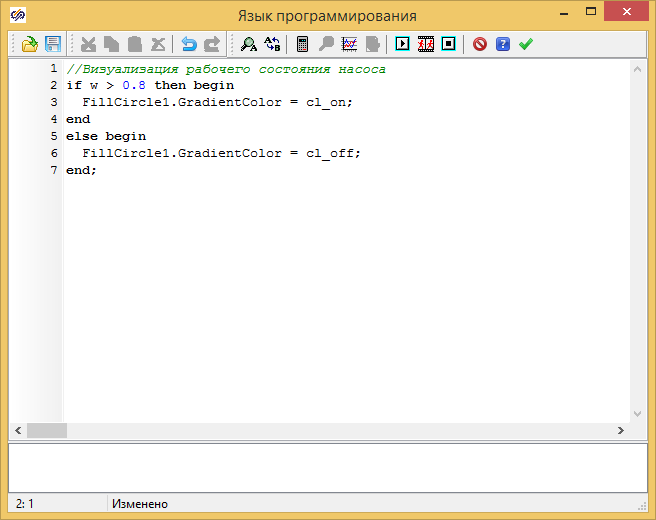 Язык программирования
1 //Визуализация рабочего состояния насоса
2 if w > 0.8 then begin
3 FillCircle1.GradientColor = cl_on;
4 end
5 else begin
6 FillCircle1.GradientColor = cl_off;
7 end;
2: 1 Изменено